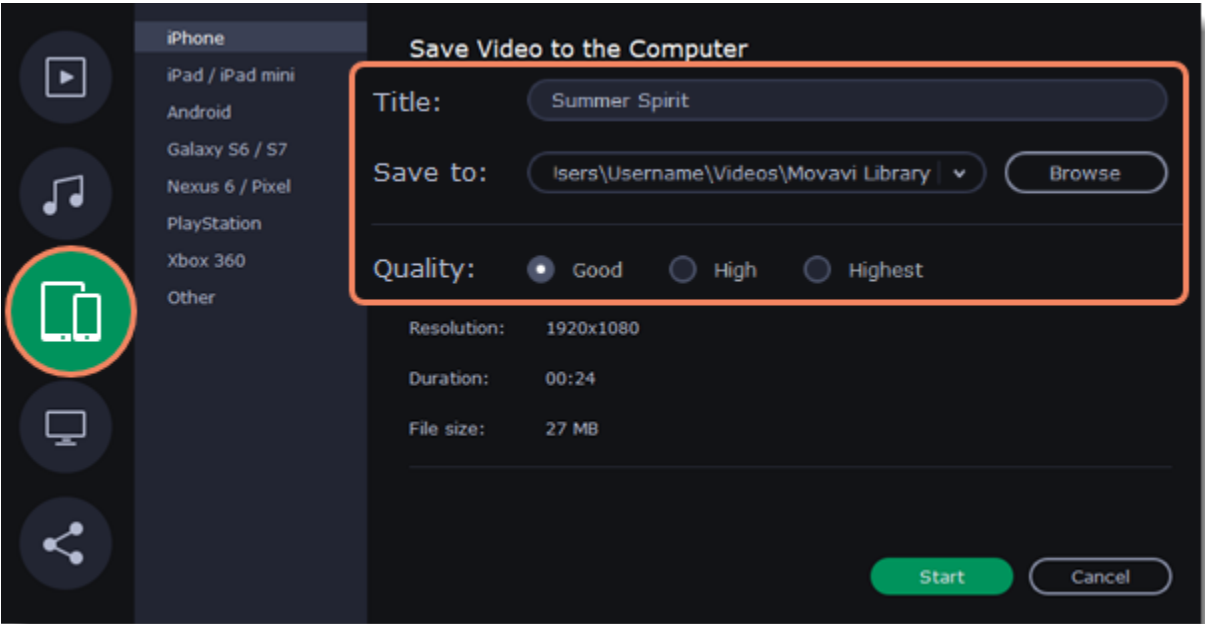 iPhone
iPad / iPad mini
Android
Galaxy S6 / S7
Nexus 6 / Pixel
PlayStation
Xbox 360
Other
Save Video to the Computer
Title: Summer Spirit
Save to: sers\Username\Videos\Movavi Library Browse
Quality: Good High Highest
Resolution: 1920x1080
Duration: 00:24
File size: 27 MB
Start Cancel